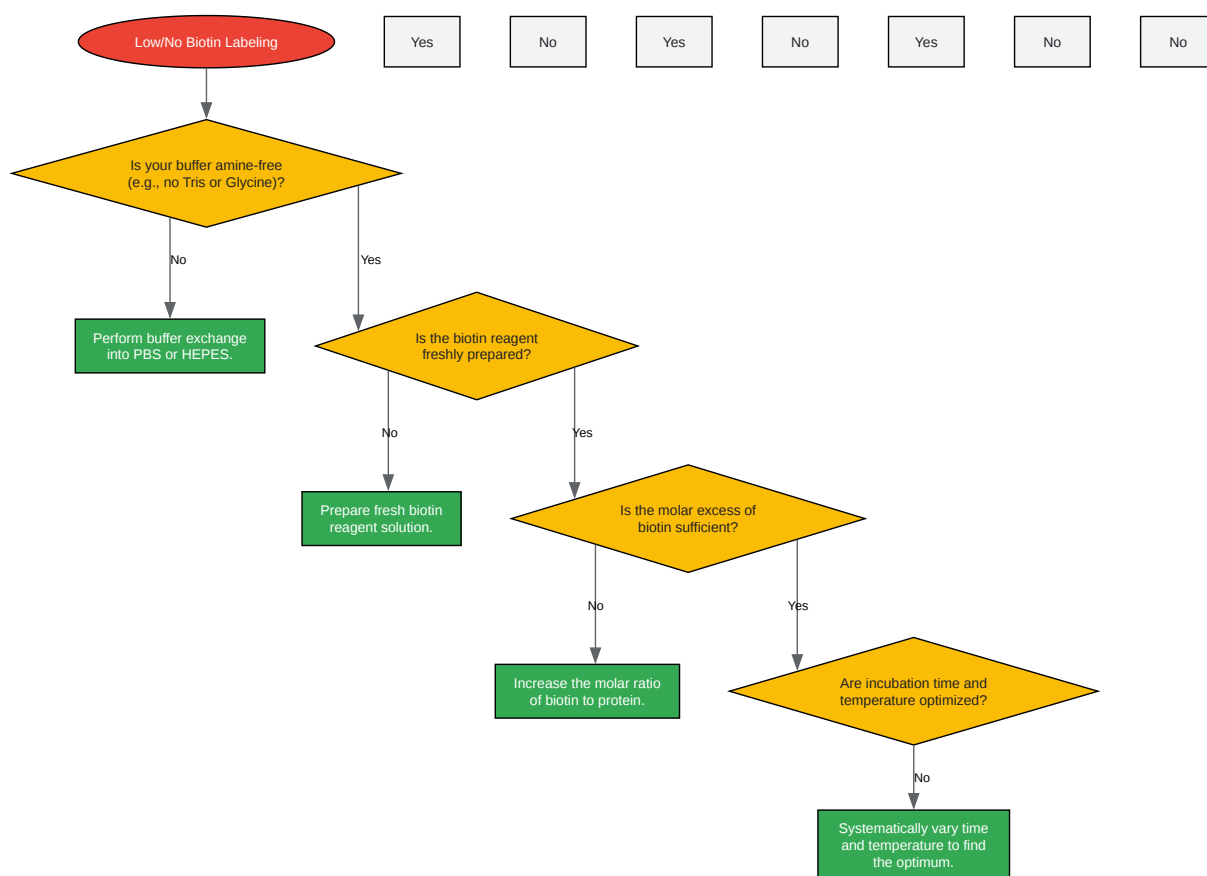 Low/No Biotin Labeling
Yes
No
Yes
No
Yes
No
No
Is your buffer amine-free
(e.g., no Tris or Glycine)?
No
Yes
Perform buffer exchange
into PBS or HEPES.
Is the biotin reagent
freshly prepared?
No
Yes
Prepare fresh biotin
reagent solution.
Is the molar excess of
biotin sufficient?
No
Yes
Increase the molar ratio
of biotin to protein.
Are incubation time and
temperature optimized?
No
Systematically vary time
and temperature to find
the optimum.